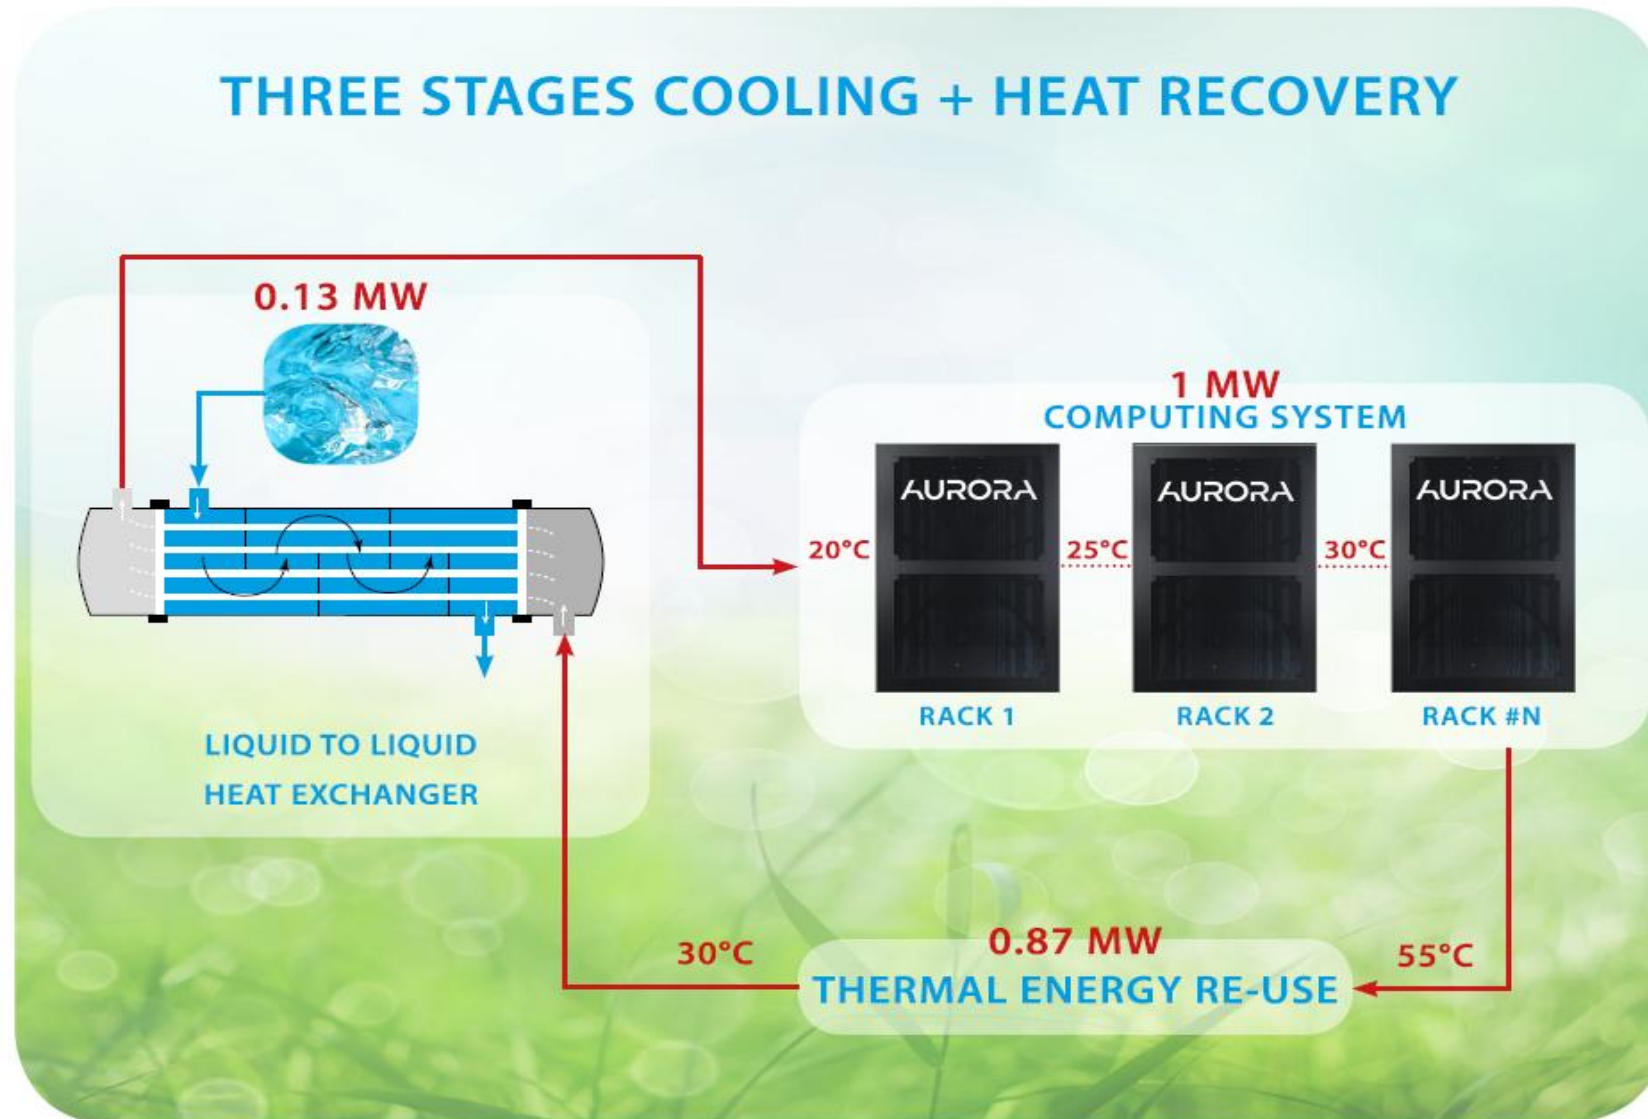 THREE STAGES COOLING + HEAT RECOVERY
0.13 MW
LIQUID TO LIQUID
HEAT EXCHANGER
1 MW
COMPUTING SYSTEM
AURORA
AURORA
AURORA
20°C
25°C
30°C
RACK 1
RACK 2
RACK #N
30°C
0.87 MW
THERMAL ENERGY RE-USE
55°C